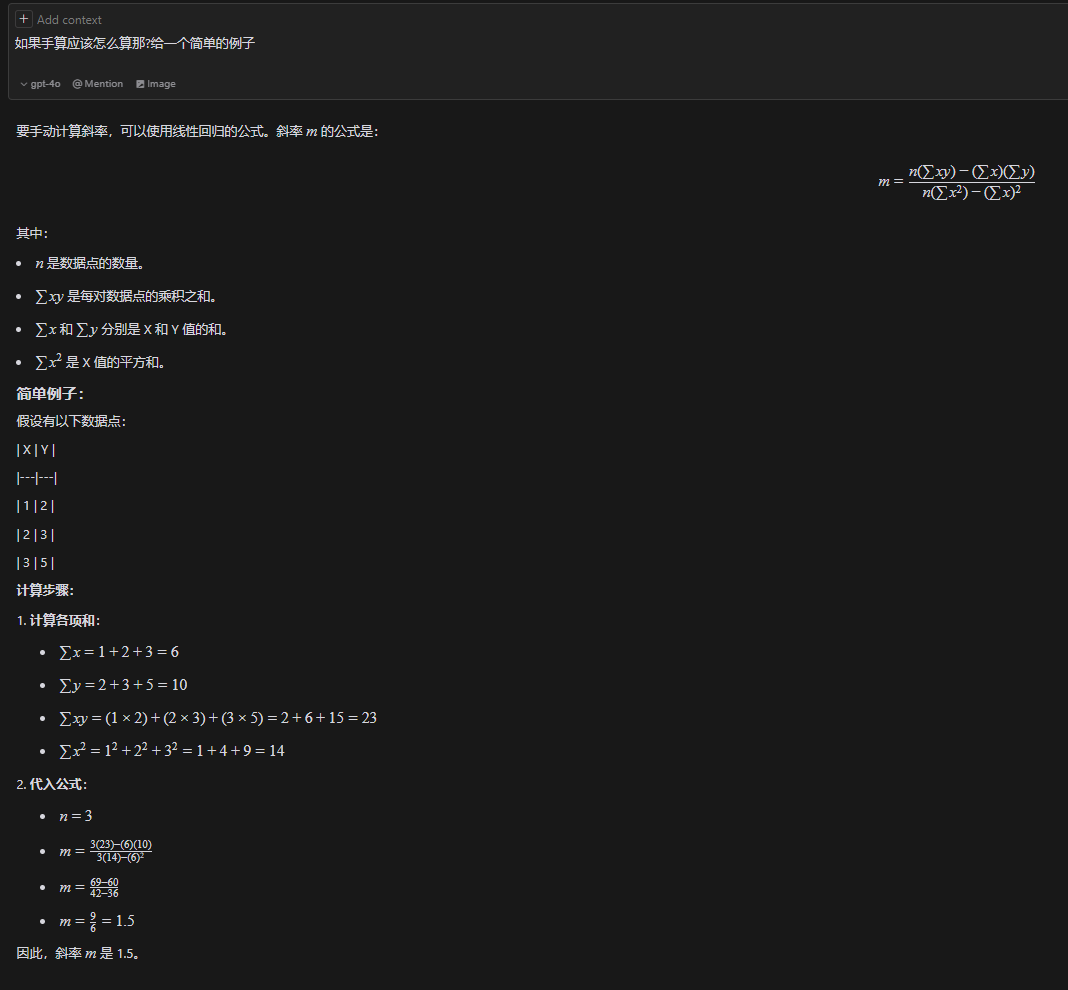 + Add context
如果手算应该怎么算那?给一个简单的例子
gpt-4o @ Mention Image
要手动计算斜率，可以使用线性回归的公式。斜率 m 的公式是：
m = n(∑xy) − (∑x)(∑y) / n(∑x²) − (∑x)²
其中：
• n 是数据点的数量。
• ∑xy 是每对数据点的乘积之和。
• ∑x 和 ∑y 分别是 X 和 Y 值的和。
• ∑x² 是 X 值的平方和。
简单例子：
假设有以下数据点：
| X | Y |
|---|---|
| 1 | 2 |
| 2 | 3 |
| 3 | 5 |
计算步骤：
1. 计算各项和：
• ∑x = 1 + 2 + 3 = 6
• ∑y = 2 + 3 + 5 = 10
• ∑xy = (1 × 2) + (2 × 3) + (3 × 5) = 2 + 6 + 15 = 23
• ∑x² = 1² + 2² + 3² = 1 + 4 + 9 = 14
2. 代入公式：
• n = 3
• m = 3(23)−(6)(10) / 3(14)−(6)²
• m = 69−60 / 42−36
• m = 9/6 = 1.5
因此，斜率 m 是 1.5。